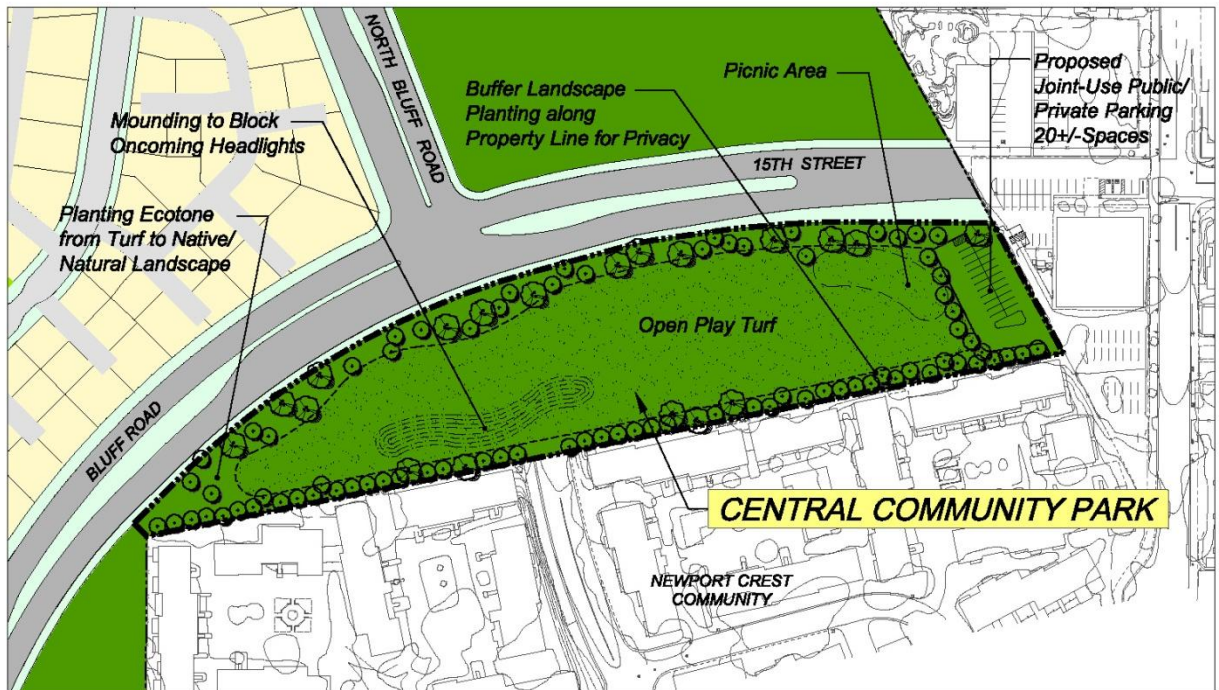 NORTH BLUFF ROAD
Picnic Area
Proposed
Joint-Use Public/
Private Parking
20+/-Spaces
Buffer Landscape
Planting along
Property Line for Privacy
Mounding to Block
Oncoming Headlights
15TH STREET
Planting Ecotone
from Turf to Native/
Natural Landscape
Open Play Turf
BLUFF ROAD
CENTRAL COMMUNITY PARK
NEWPORT CREST
COMMUNITY